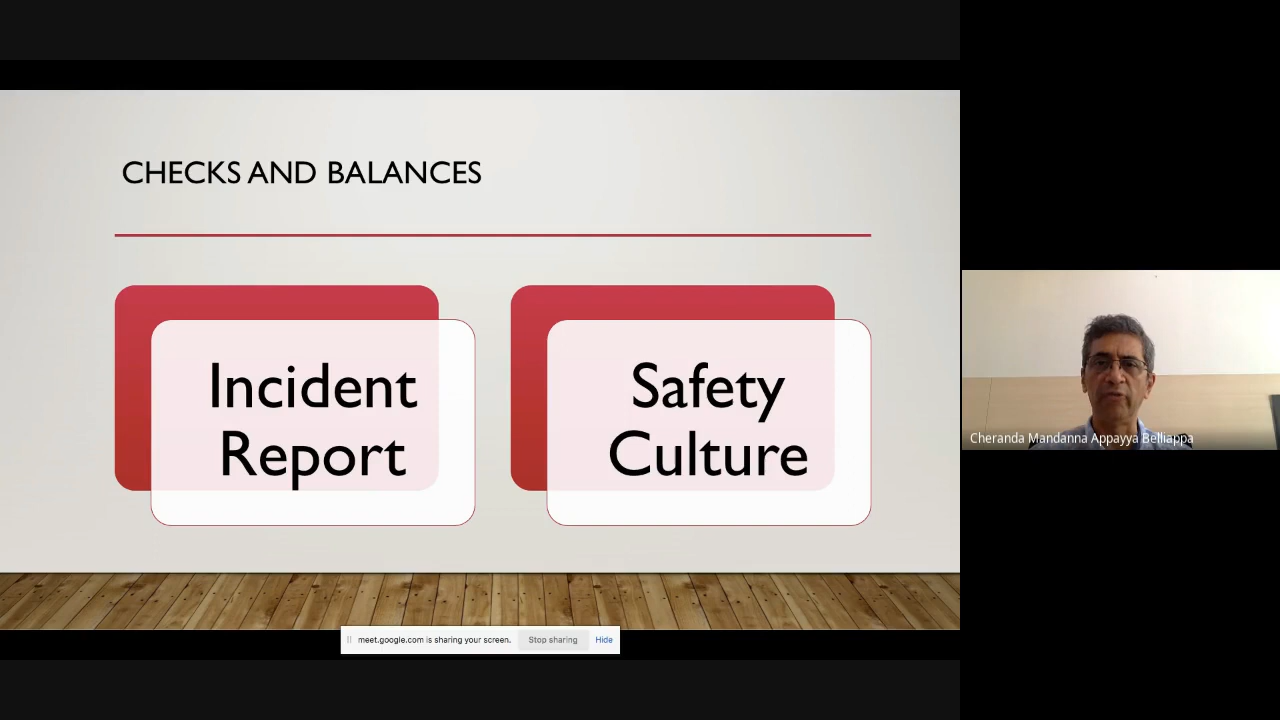 CHECKS AND BALANCES
Incident
Report
Safety
Culture
Cheranda Mandanna Appayya Belliappa
meet.google.com is sharing your screen. Stop sharing Hide